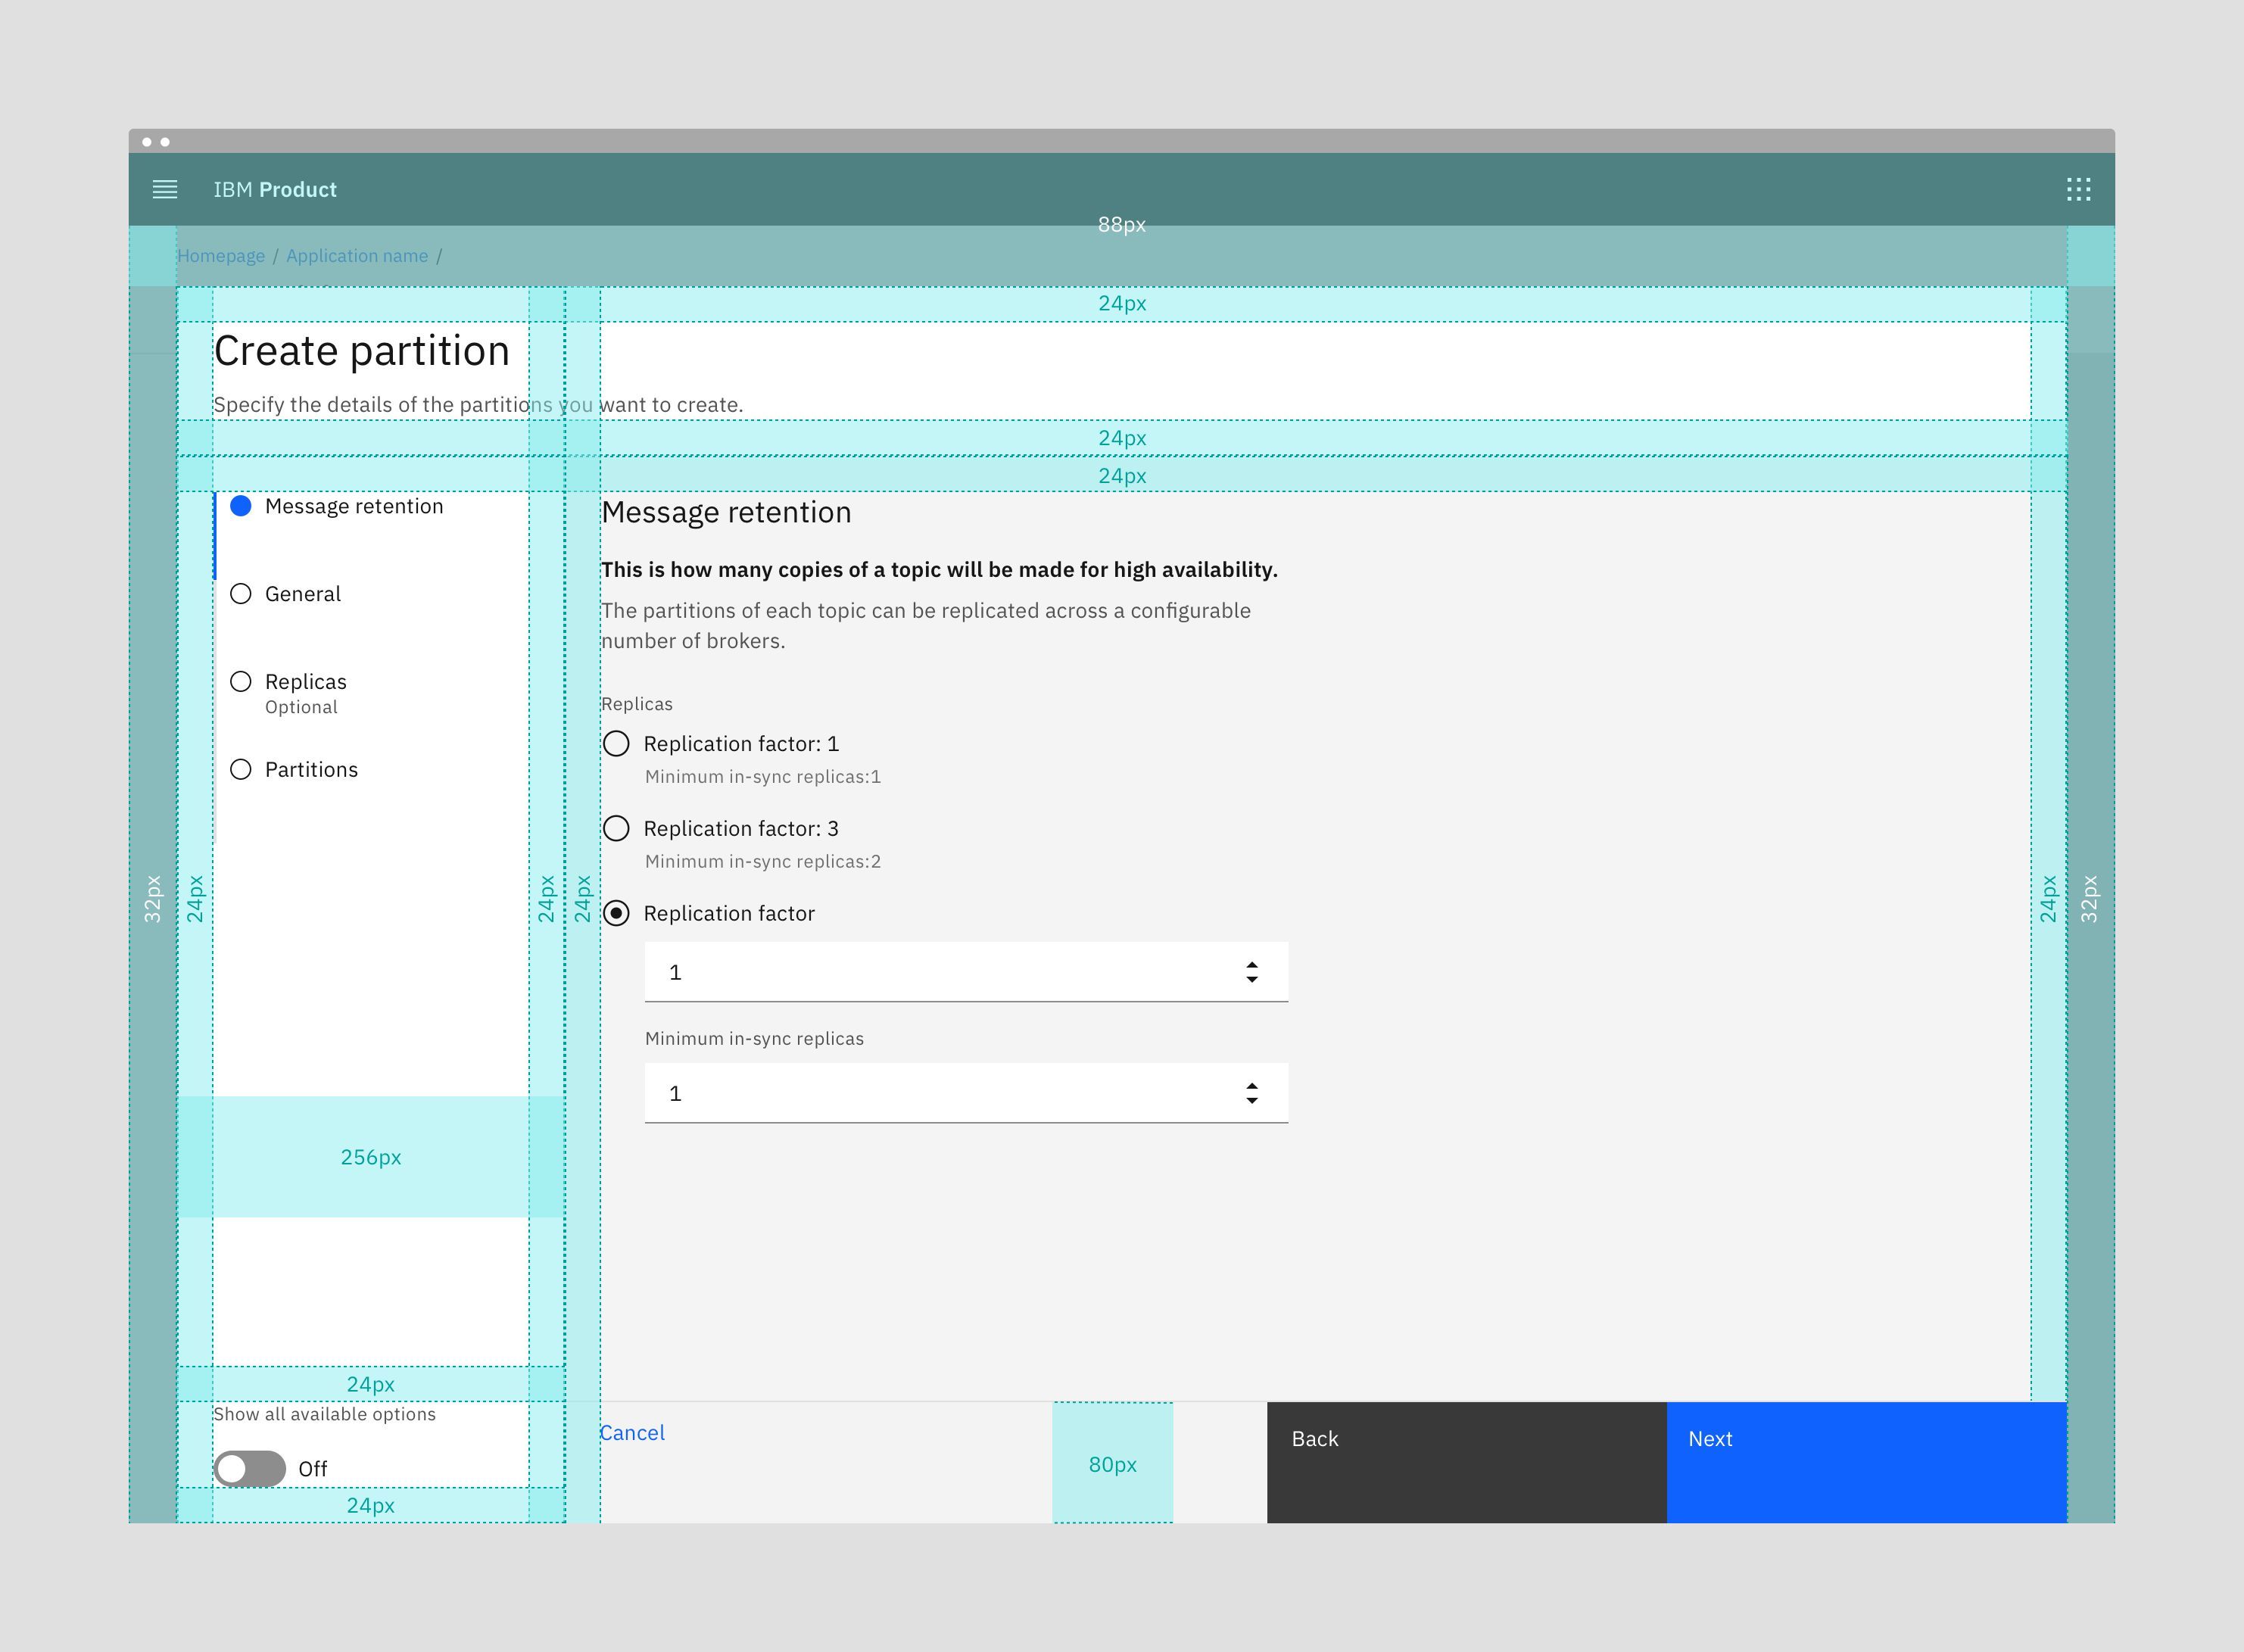 IBM Product
88px
Homepage / Application name /
24px
Create partition
Specify the details of the partitions you want to create.
24px
24px
Message retention
General
Replicas
Optional
Partitions
Message retention
This is how many copies of a topic will be made for high availability.
The partitions of each topic can be replicated across a configurable
number of brokers.
Replicas
Replication factor: 1
Minimum in-sync replicas:1
Replication factor: 3
Minimum in-sync replicas:2
Replication factor
1
Minimum in-sync replicas
1
32px
24px
24px
24px
24px
32px
256px
24px
Show all available options
Off
24px
Cancel
80px
Back
Next